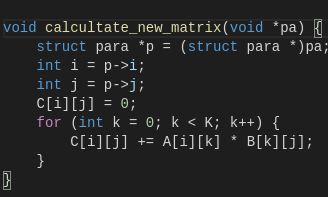 void calcultate_new_matrix(void *pa) {
    struct para *p = (struct para *)pa;
    int i = p->i;
    int j = p->j;
    C[i][j] = 0;
    for (int k = 0; k < K; k++) {
        C[i][j] += A[i][k] * B[k][j];
    }
}